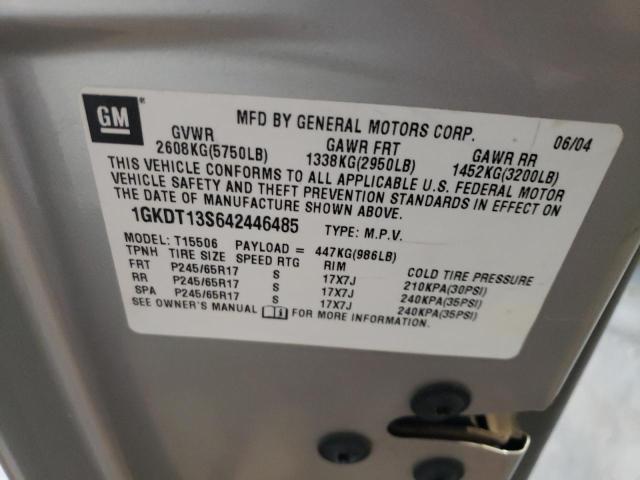 GM
MFD BY GENERAL MOTORS CORP. 06/04
GVWR GAWR FRT GAWR RR
2608KG(5750LB) 1338KG(2950LB) 1452KG(3200LB)
THIS VEHICLE CONFORMS TO ALL APPLICABLE U.S. FEDERAL MOTOR
VEHICLE SAFETY AND THEFT PREVENTION STANDARDS IN EFFECT ON
THE DATE OF MANUFACTURE SHOWN ABOVE.
1GKDT13S642446485 TYPE: M.P.V.
MODEL: T15506 PAYLOAD = 447KG(986LB)
TPNH TIRE SIZE SPEED RTG RIM COLD TIRE PRESSURE
FRT P245/65R17 S 17X7J 210KPA(30PSI)
RR P245/65R17 S 17X7J 240KPA(35PSI)
SPA P245/65R17 S 17X7J 240KPA(35PSI)
SEE OWNER'S MANUAL FOR MORE INFORMATION.